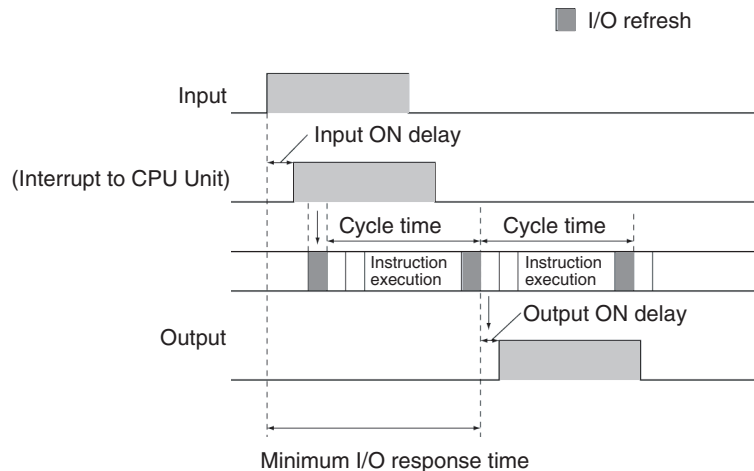 I/O refresh
Input
Input ON delay
(Interrupt to CPU Unit)
Cycle time
Cycle time
Instruction
execution
Instruction
execution
Output ON delay
Output
Minimum I/O response time